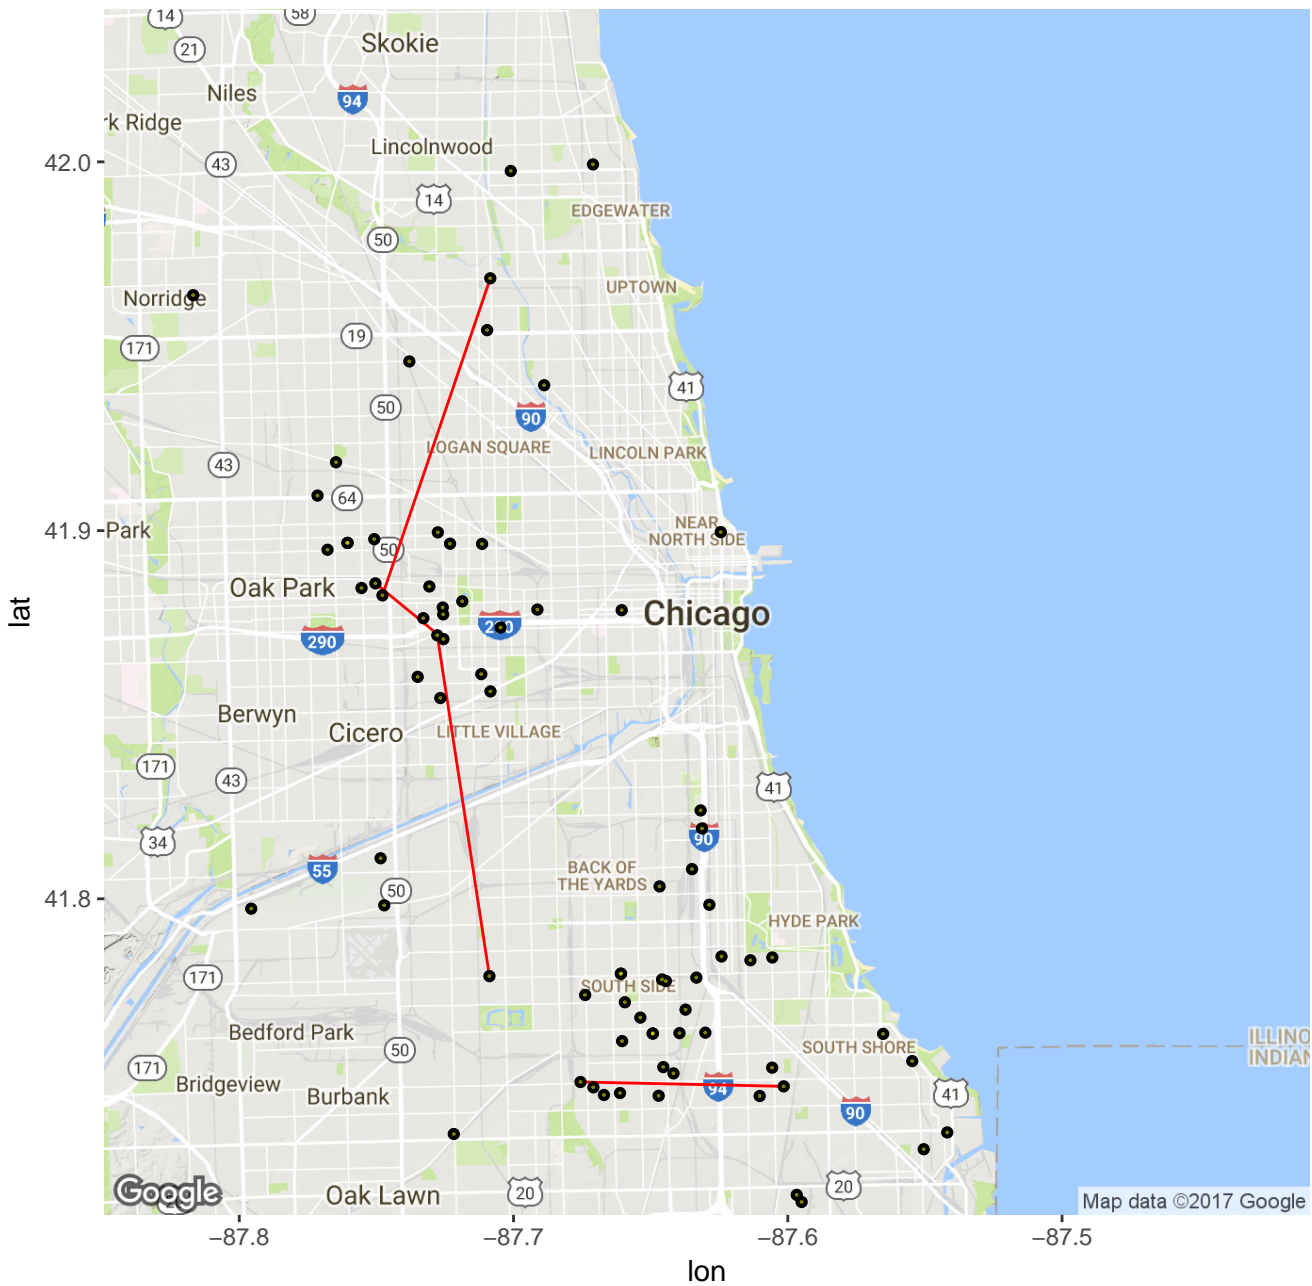 14
58
21
Skokie
Niles
94
rk Ridge
Lincolnwood
42.0
43
14
EDGEWATER
50
UPTOWN
Norridge
19
171
41
50
90
LOGAN SQUARE
LINCOLN PARK
43
64
41.9
Park
NEAR
NORTH SIDE
50
Oak Park
Chicago
290
Berwyn
Cicero
LITTLE VILLAGE
171
43
41
34
90
55
BACK OF
THE YARDS
50
41.8
HYDE PARK
171
SOUTH SIDE
lat
Bedford Park
50
SOUTH SHORE
ILLINO
INDIAN
171
Bridgeview
Burbank
94
90
41
Google
Oak Lawn
20
20
Map data ©2017 Google
−87.8
−87.7
−87.6
−87.5
lon